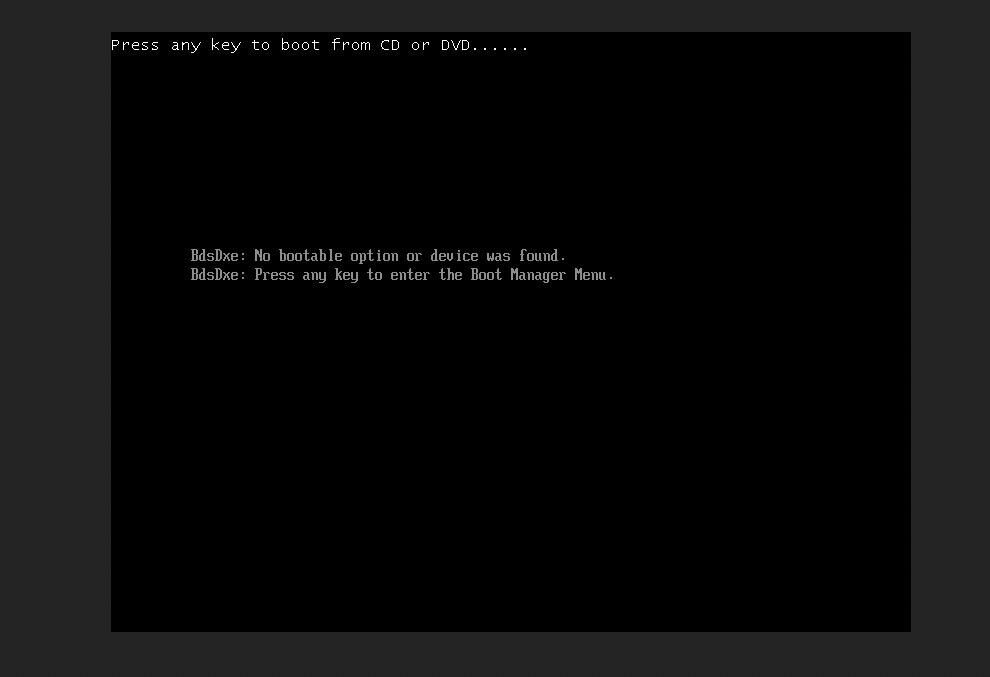 Press any key to boot from CD or DVD......
BdsDxe: No bootable option or device was found.
BdsDxe: Press any key to enter the Boot Manager Menu.